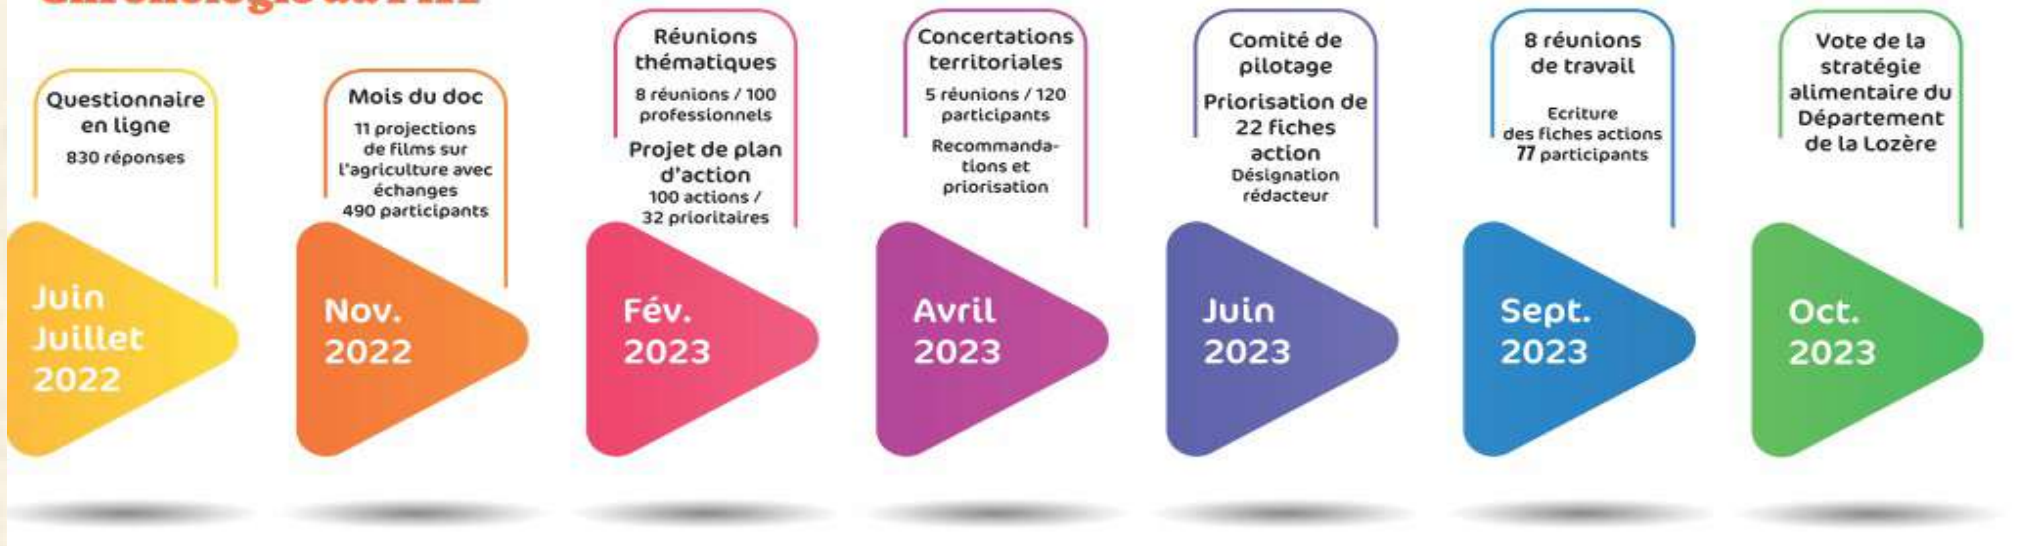 Chronologie du PAT
Questionnaire
en ligne
830 réponses
Juin
Juillet
2022
Mois du doc
11 projections
de films sur
l'agriculture avec
échanges
490 participants
Nov.
2022
Réunions
thématiques
8 réunions / 100
professionnels
Projet de plan
d'action
100 actions /
32 prioritaires
Fév.
2023
Concertations
territoriales
5 réunions / 120
participants
Recommanda-
tions et
priorisation
Avril
2023
Comité de
pilotage
Priorisation de
22 fiches
action
Désignation
rédacteur
Juin
2023
8 réunions
de travail
Ecriture
des fiches actions
77 participants
Sept.
2023
Vote de la
stratégie
alimentaire du
Département
de la Lozère
Oct.
2023